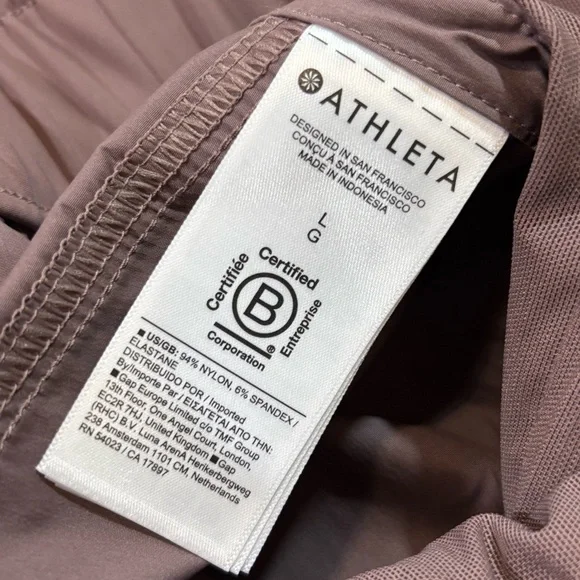 ATHLETA
DESIGNED IN SAN FRANCISCO
CONÇU À SAN FRANCISCO
MADE IN INDONESIA
L
G
Certifiée
Certified
B
®
Corporation
Entreprise
■ US/GB: 94% NYLON, 6% SPANDEX/
ELASTANE
DISTRIBUIDO POR / Imported
By/Importe Par / ΕΙΣΑΓΕΤΑΙ ΑΠΟ ΤΗΝ:
■ Gap Europe Limited c/o TMF Group
13th Floor, One Angel Court, London,
EC2R 7HJ, United Kingdom ■ Gap
(RHC) B.V. Luna ArenA Herikerbergweg
238 Amsterdam 1101 CM, Netherlands
RN 54023 / CA 17897